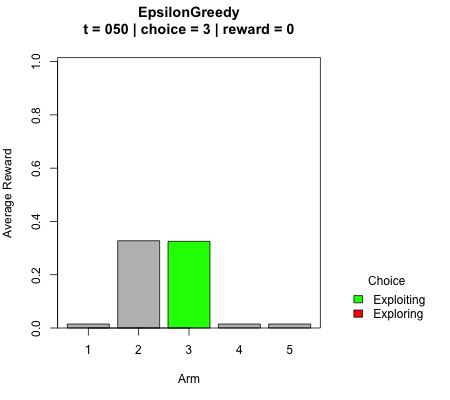 EpsilonGreedy
t = 050 | choice = 3 | reward = 0
1.0
0.8
0.6
0.4
0.2
0.0
Average Reward
1 2 3 4 5
Arm
Choice
Exploiting
Exploring